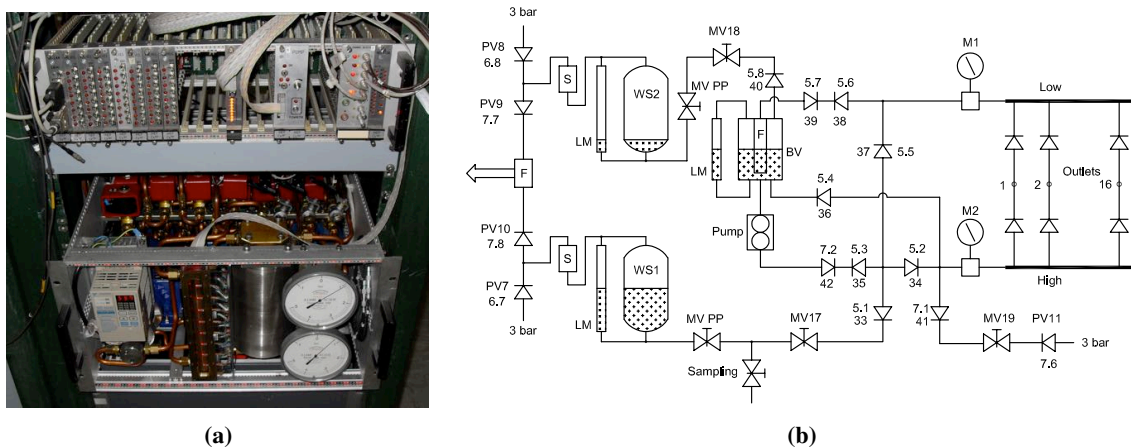 3 bar
PV8
6.8
PV9
7.7
F
PV10
7.8
PV7
6.7
3 bar
S
LM
WS2
MV18
MV PP
5.8
40
LM
F
BV
5.7
39
5.6
38
37
5.5
5.4
36
Pump
7.2
42
5.3
35
5.2
34
5.1
33
7.1
41
S
LM
WS1
MV PP
MV17
Sampling
M1
Low
1
2
16
Outlets
M2
High
MV19
PV11
7.6
3 bar
(a)
(b)